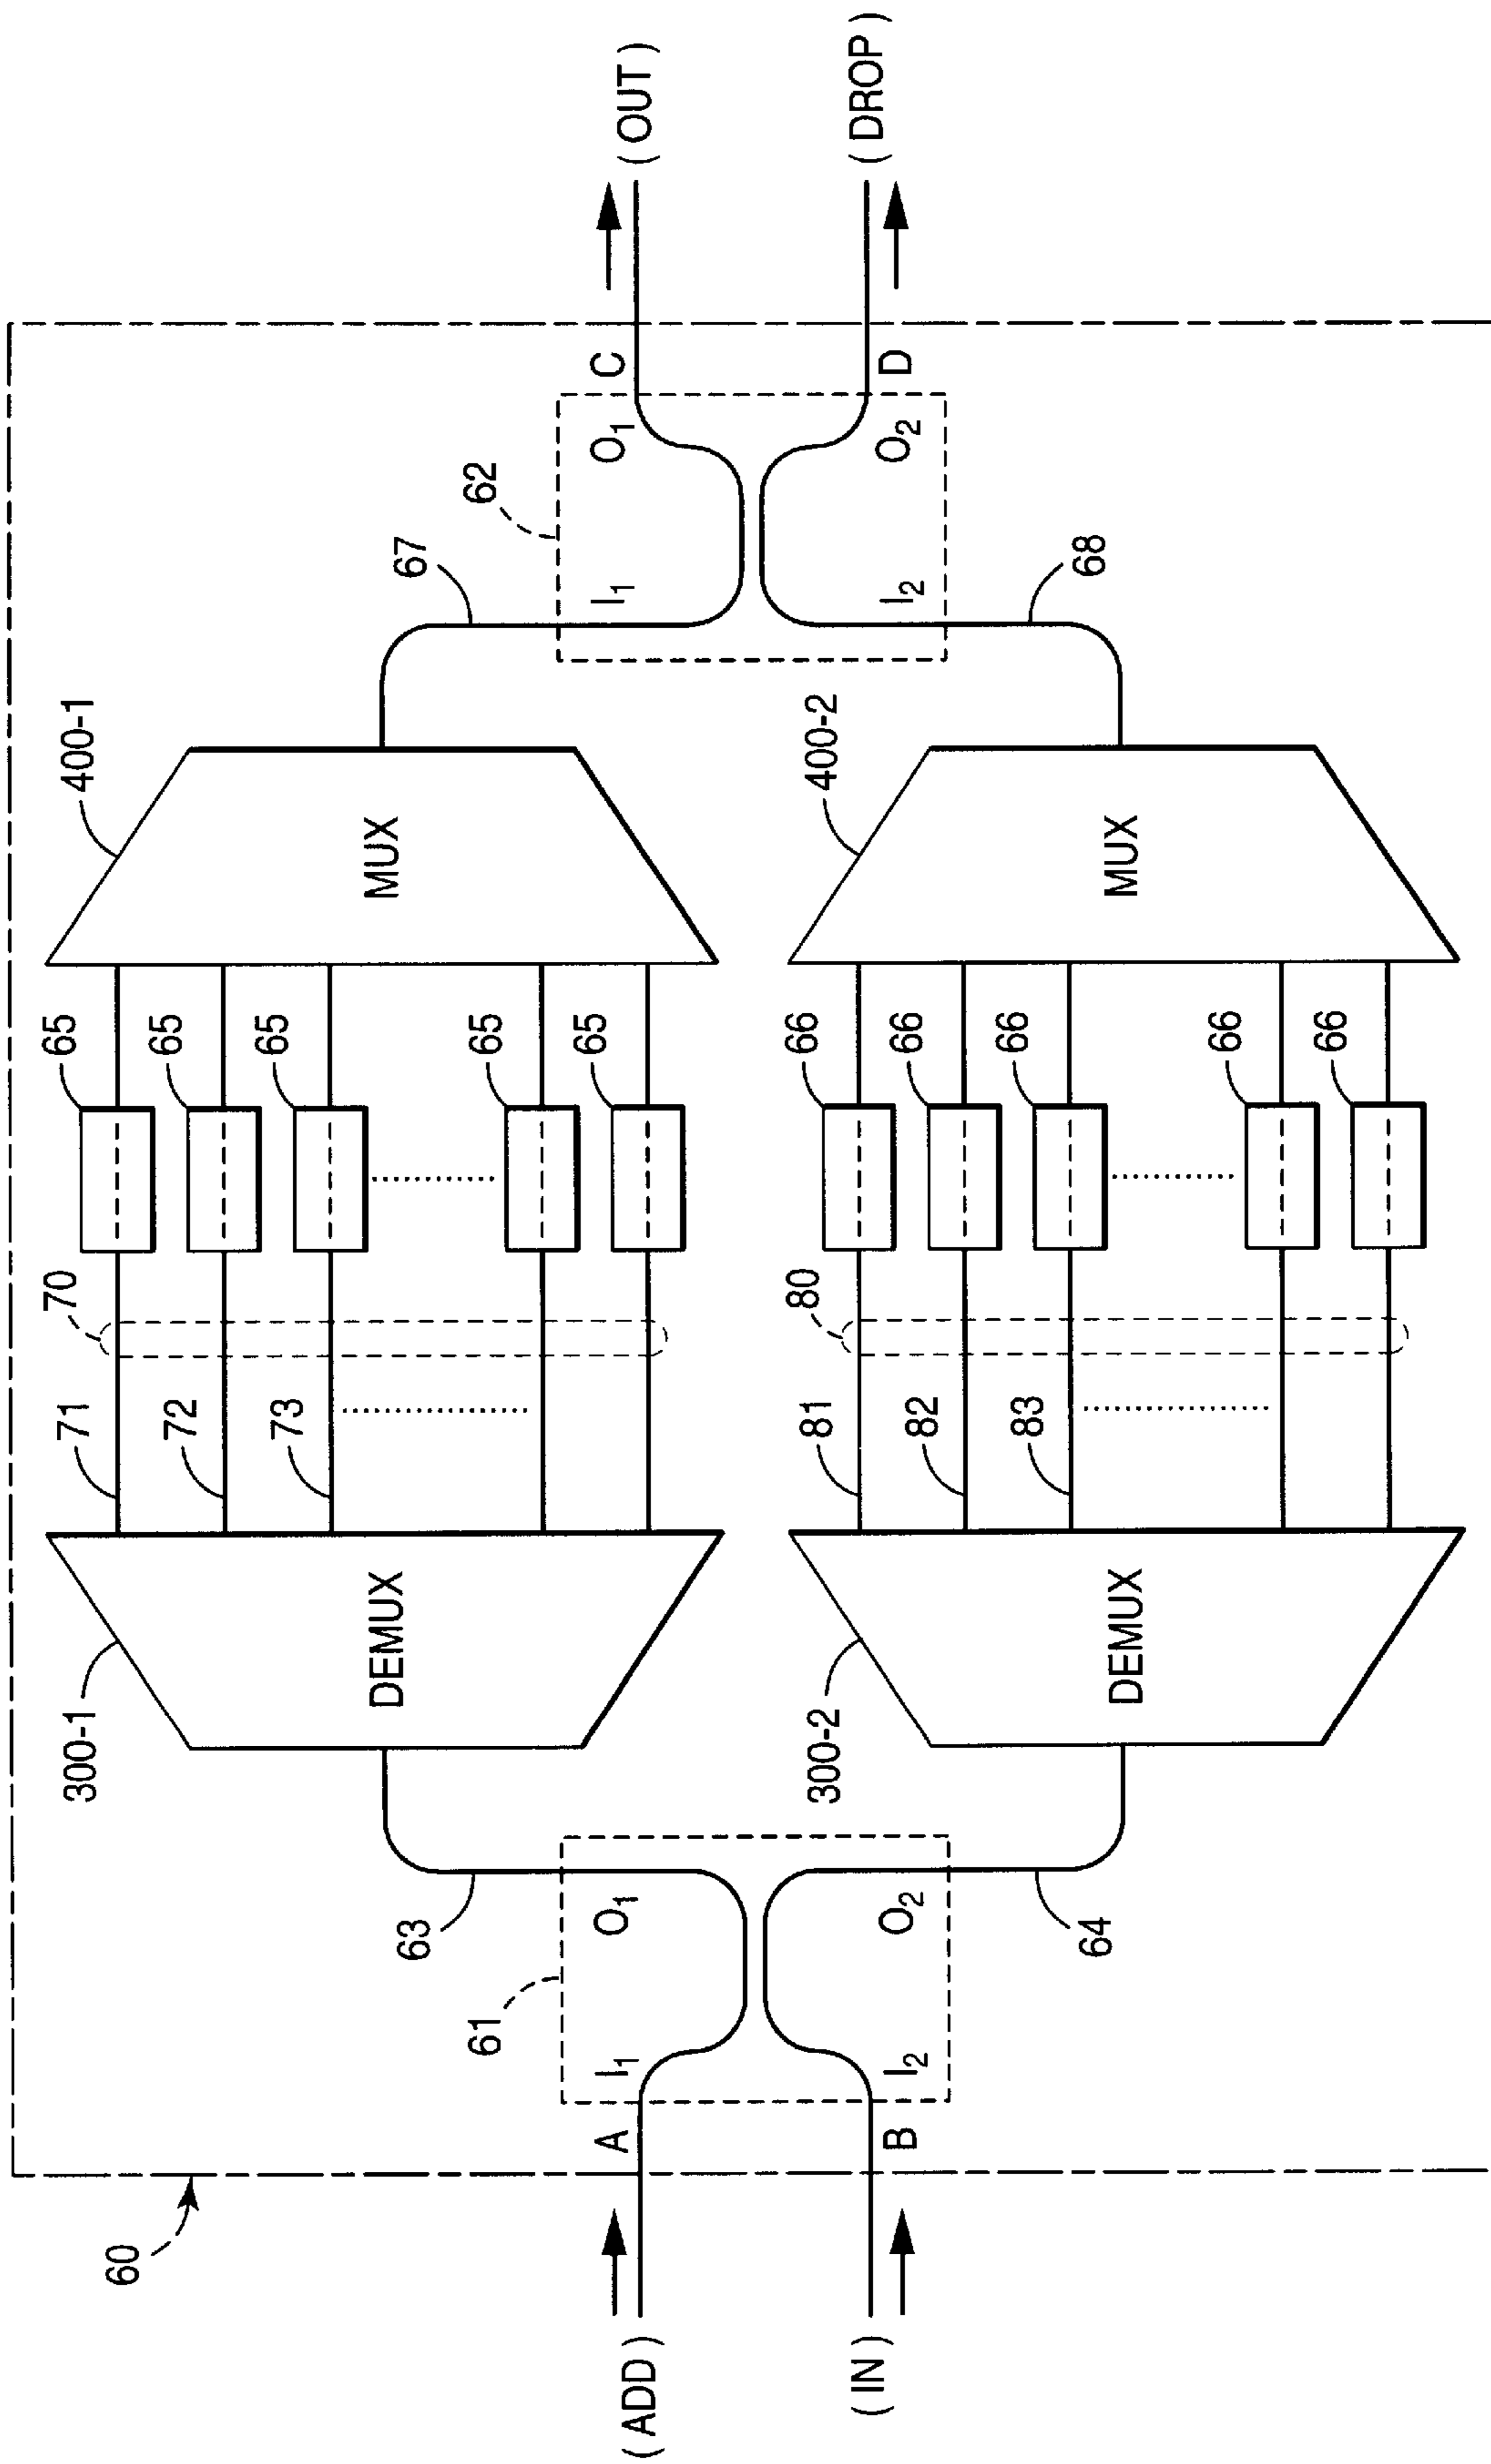 60
(ADD)
(IN)
A
B
61
I1
O1
I2
O2
63
64
300-1
DEMUX
300-2
DEMUX
71
72
73
70
81
82
83
80
65
65
65
65
65
66
66
66
66
66
400-1
MUX
400-2
MUX
67
68
62
I1
O1
I2
O2
C
D
(OUT)
(DROP)